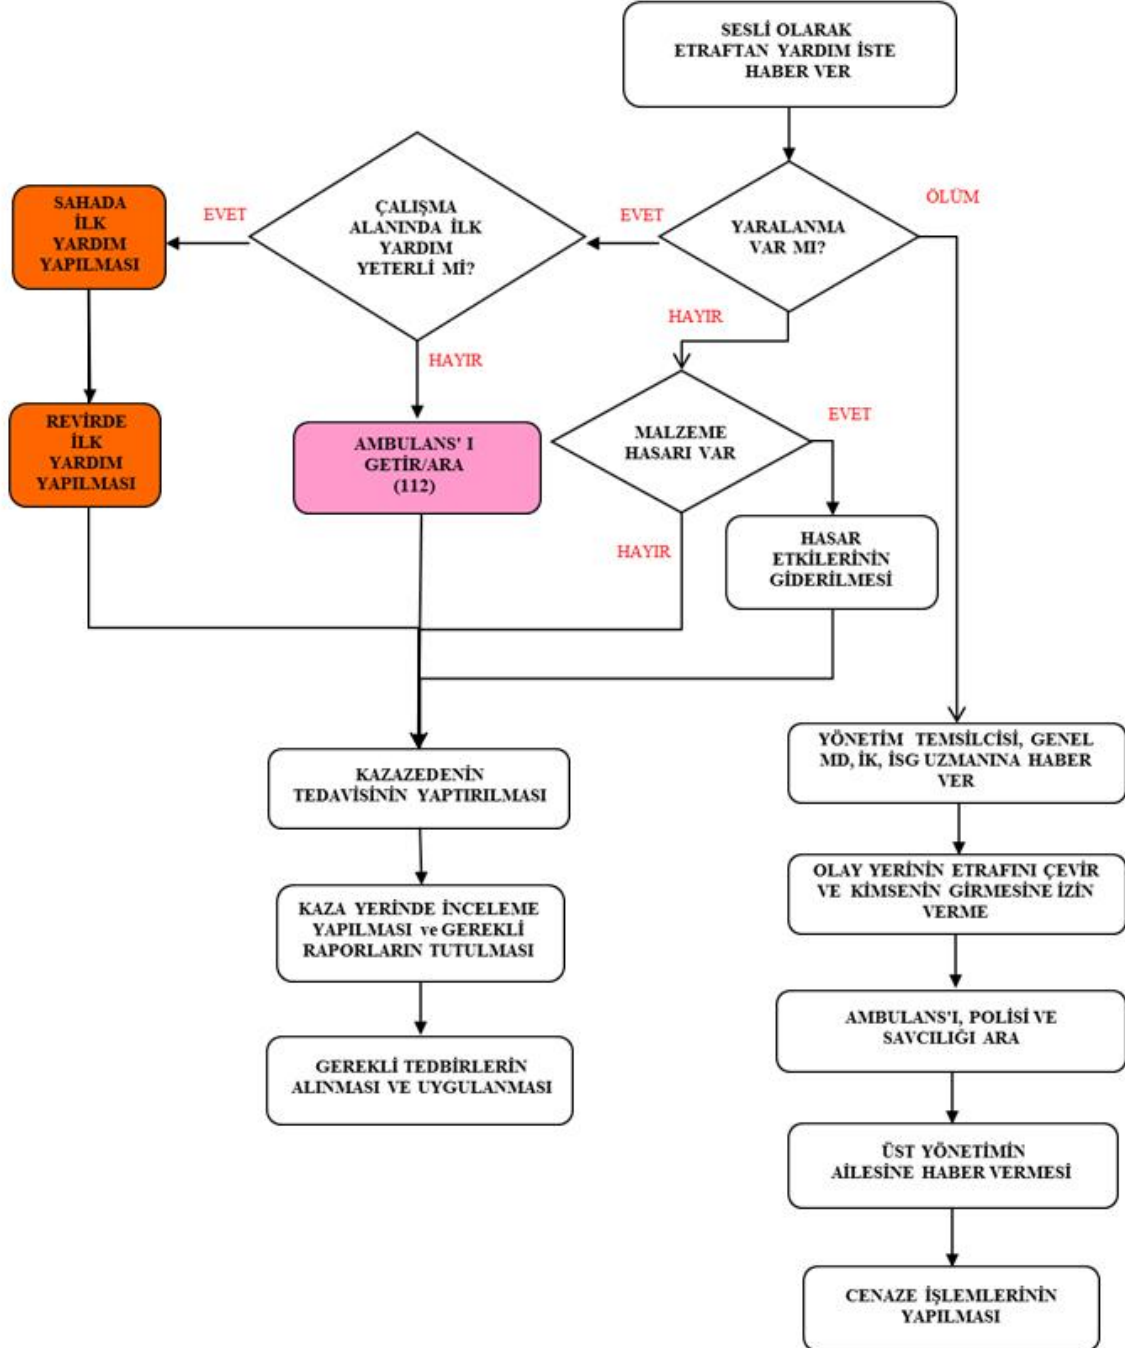 SESLİ OLARAK
ETRAFTAN YARDIM İSTE
HABER VER
ÖLÜM
YARALANMA
VAR MI?
EVET
ÇALIŞMA
ALANINDA İLK
YARDIM
YETERLİ Mİ?
EVET
SAHADA
İLK
YARDIM
YAPILMASI
HAYIR
HAYIR
REVİRDE
İLK
YARDIM
YAPILMASI
AMBULANS' I
GETİR/ARA
(112)
MALZEME
HASARI VAR
EVET
HAYIR
HASAR
ETKİLERİNİN
GİDERİLMESİ
KAZAZEDENİN
TEDAVİSİNİN YAPTIRILMASI
KAZA YERİNDE İNCELEME
YAPILMASI ve GEREKLİ
RAPORLARIN TUTULMASI
GEREKLİ TEDBİRLERİN
ALINMASI VE UYGULANMASI
YÖNETİM TEMSİLCİSİ, GENEL
MD, İK, İSG UZMANINA HABER
VER
OLAY YERİNİN ETRAFINI ÇEVİR
VE KİMSENİN GİRMESİNE İZİN
VERME
AMBULANS'I, POLİSİ VE
SAVCILIĞI ARA
ÜST YÖNETİMİN
AİLESİNE HABER VERMESİ
CENAZE İŞLEMLERİNİN
YAPILMASI